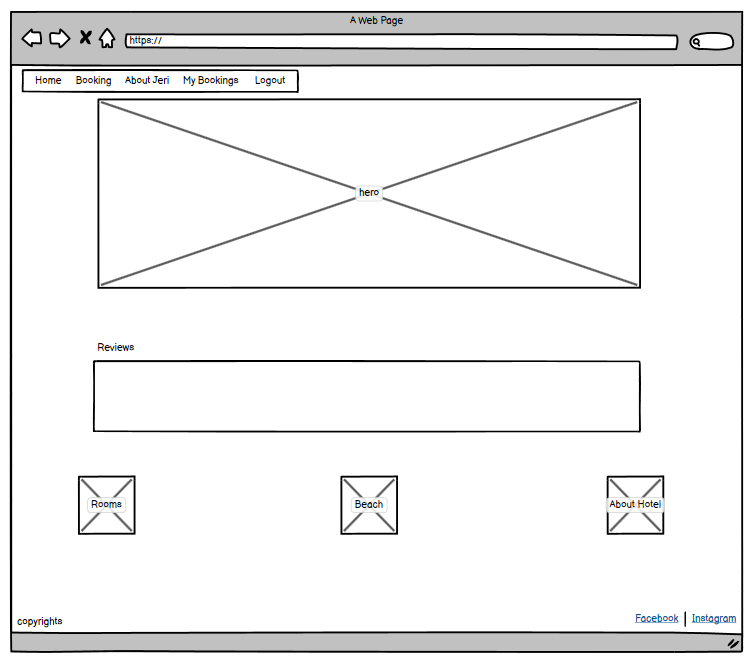 A Web Page
https://
Home Booking About Jeri My Bookings Logout
hero
Reviews
Rooms Beach About Hotel
copyrights Facebook | Instagram